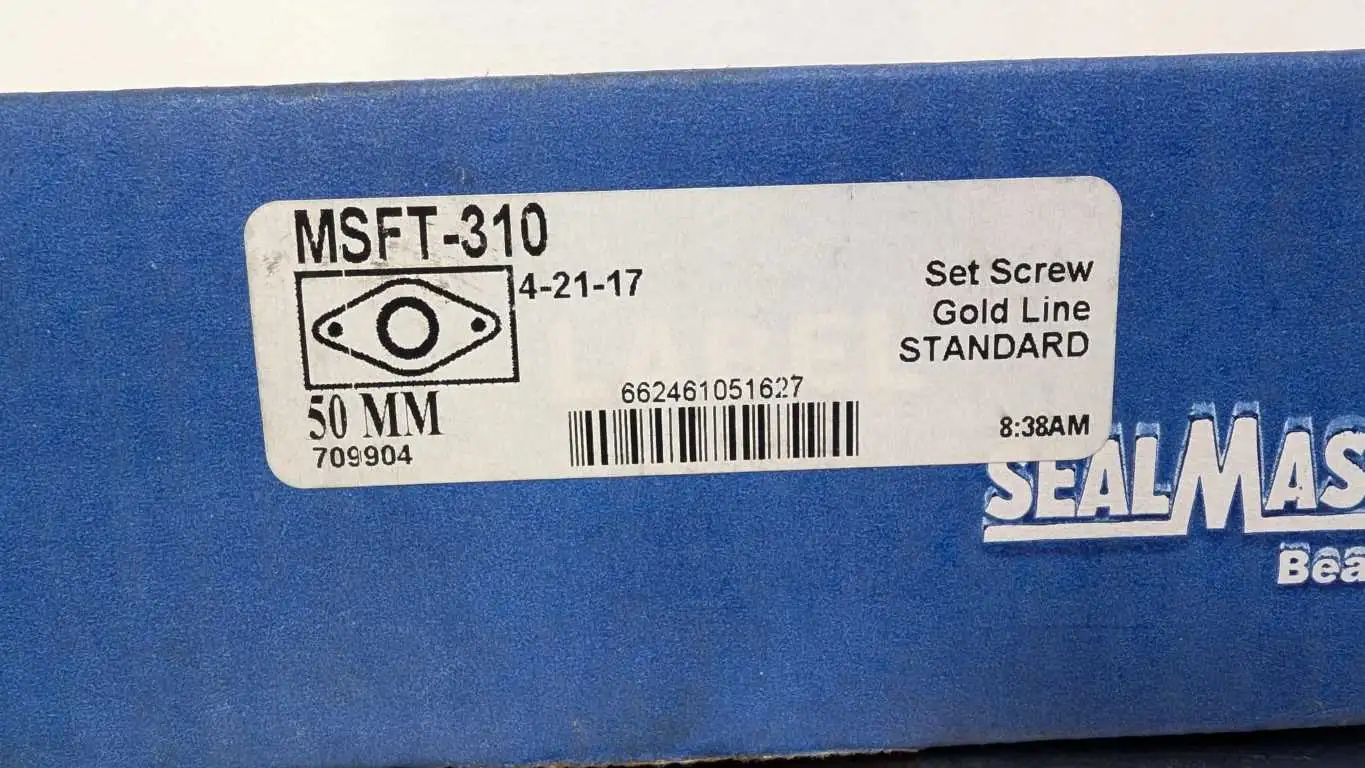 MSFT-310
4-21-17
Set Screw
Gold Line
STANDARD
662461051627
50 MM
709904
8:38AM
SEALMAS
Bea